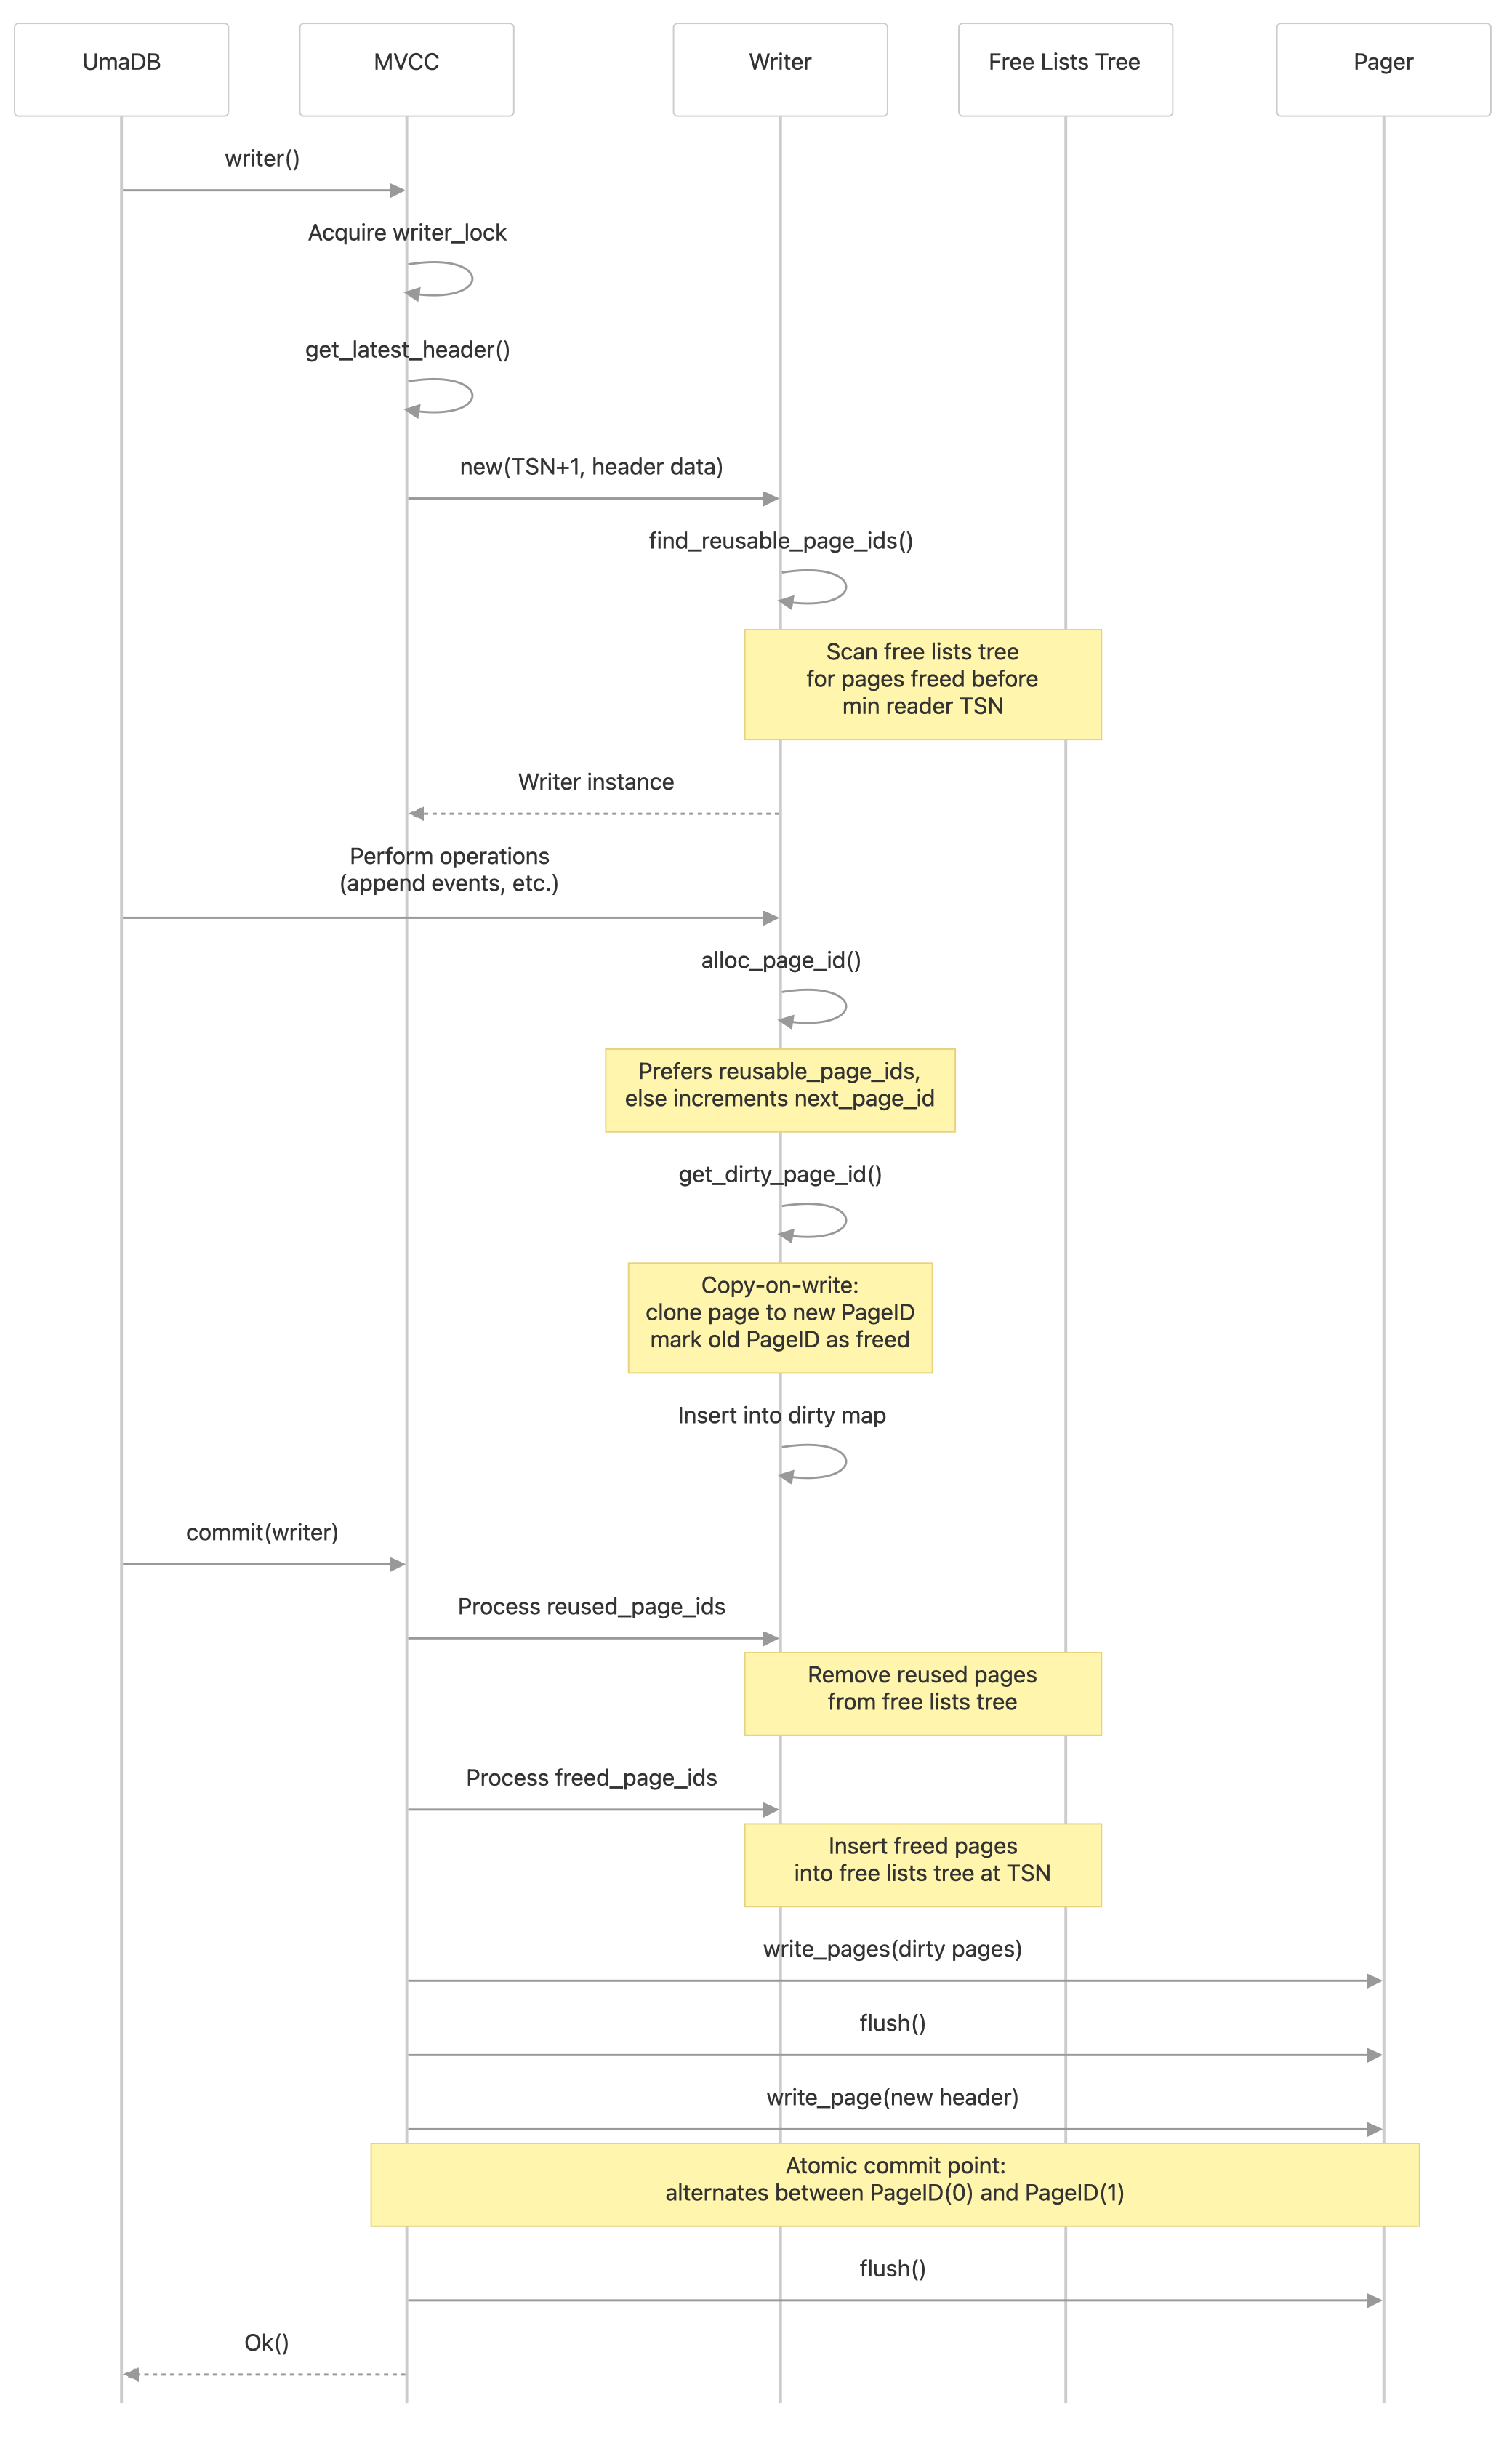 UmaDB
MVCC
Writer
Free Lists Tree
Pager
writer()
Acquire writer_lock
get_latest_header()
new(TSN+1, header data)
find_reusable_page_ids()
Scan free lists tree
for pages freed before
min reader TSN
Writer instance
Perform operations
(append events, etc.)
alloc_page_id()
Prefers reusable_page_ids,
else increments next_page_id
get_dirty_page_id()
Copy-on-write:
clone page to new PageID
mark old PageID as freed
Insert into dirty map
commit(writer)
Process reused_page_ids
Remove reused pages
from free lists tree
Process freed_page_ids
Insert freed pages
into free lists tree at TSN
write_pages(dirty pages)
flush()
write_page(new header)
Atomic commit point:
alternates between PageID(0) and PageID(1)
flush()
Ok()